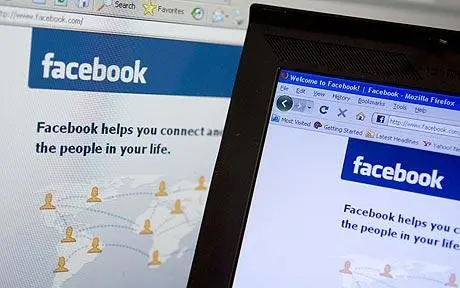 Search Favorites
http://www.facebook.com/
facebook
Facebook helps you connect and
the people in your life.
Welcome to Facebook! | Facebook - Mozilla Firefox
File Edit View History Bookmarks Tools Help
http://www.facebook.com
Most Visited Getting Started Latest Headlines Yahoo!
facebook
Facebook helps you
the people in your life